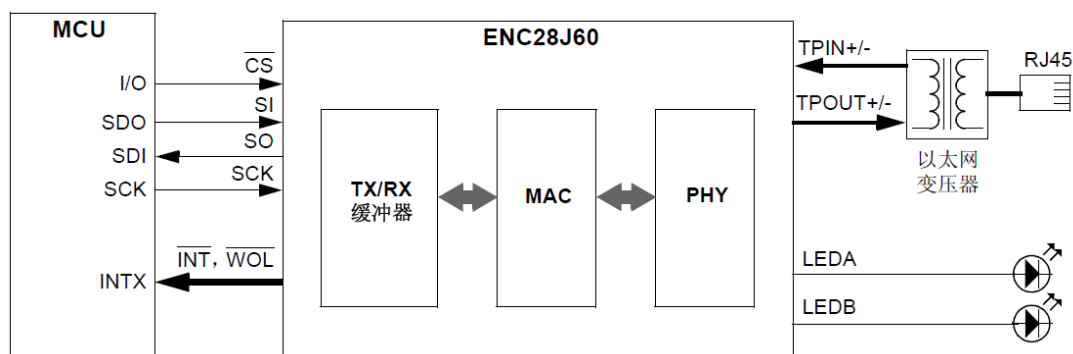 MCU
ENC28J60
I/O
SDO
SDI
SCK
INTX
CS
SI
SO
SCK
INT，WOL
TX/RX
缓冲器
MAC
PHY
TPIN+/-
TPOUT+/-
RJ45
以太网
变压器
LEDA
LEDB